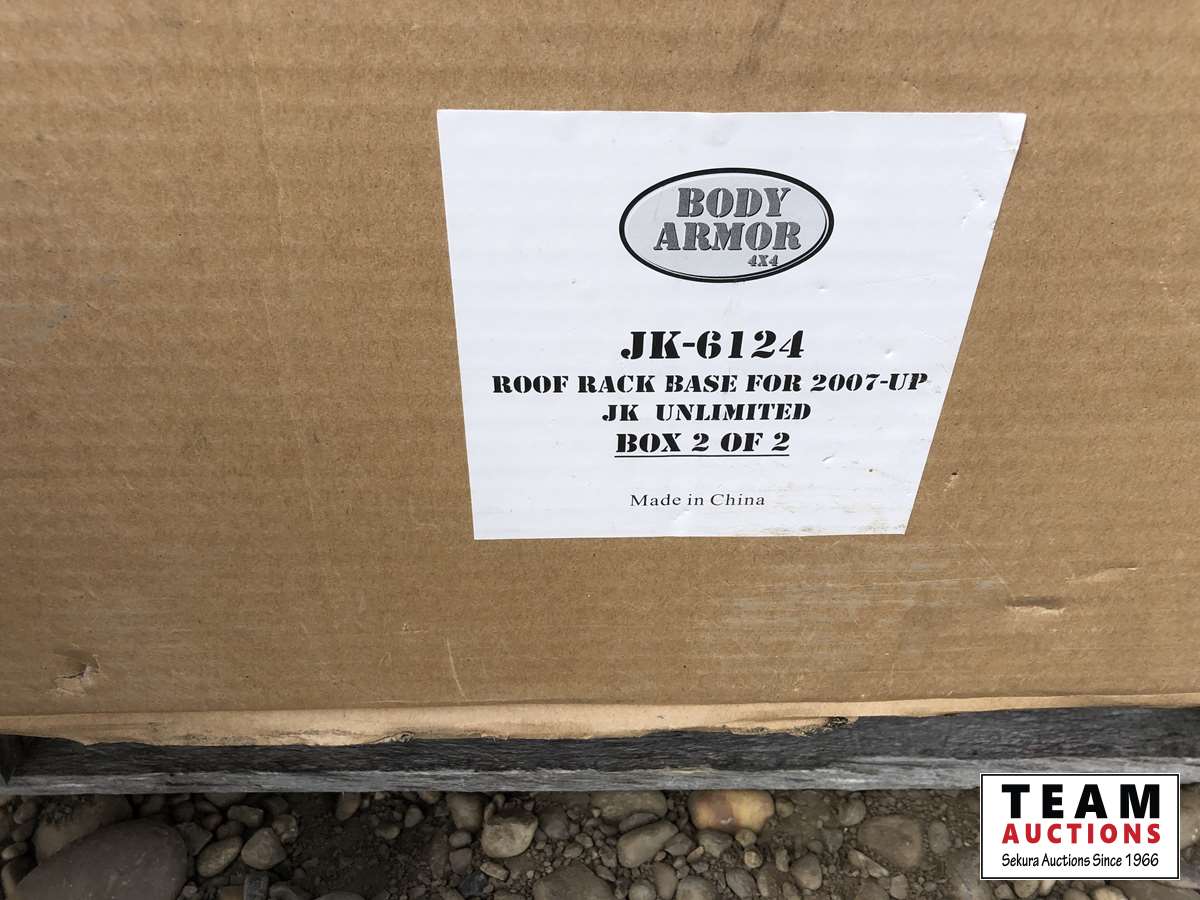 BODY
ARMOR
4X4
JK-6124
ROOF RACK BASE FOR 2007-UP
JK UNLIMITED
BOX 2 OF 2
Made in China
TEAM
AUCTIONS
Sekura Auctions Since 1966